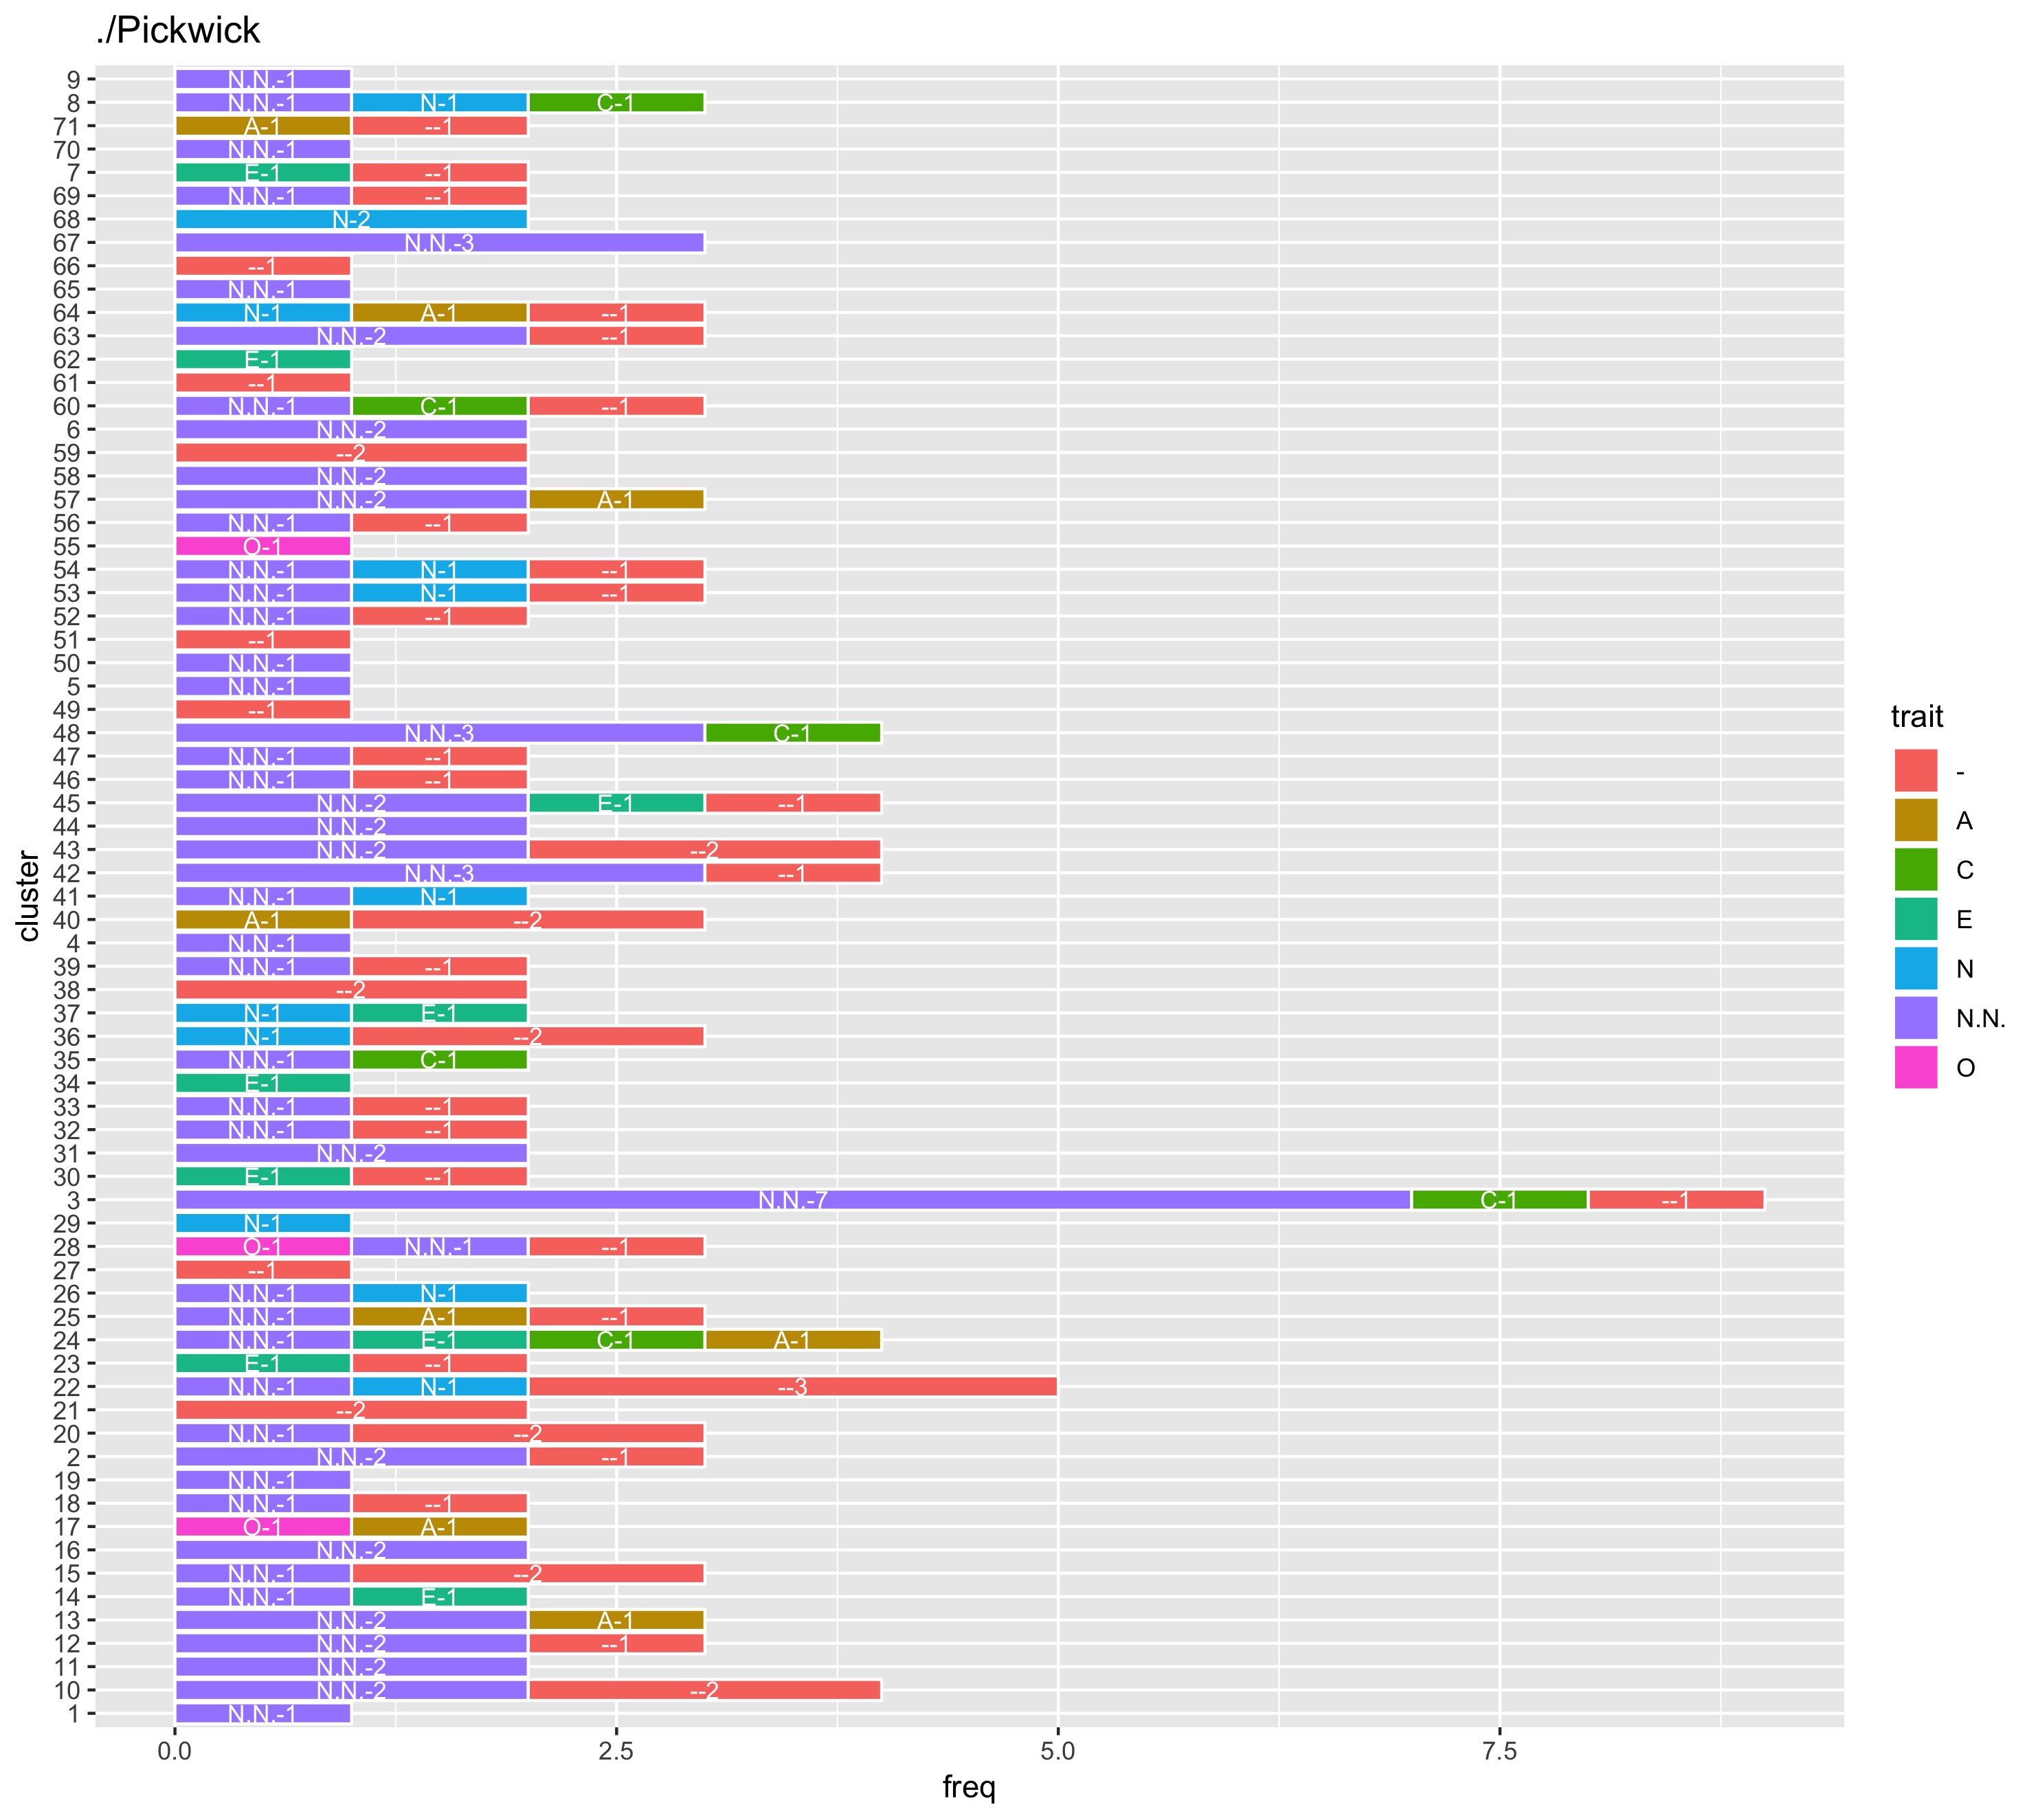 ./Pickwick
9 N.N.-1
8 N.N.-1 N-1 C-1
71 A-1 --1
70 N.N.-1
7 E-1 --1
69 N.N.-1 --1
68 N-2
67 N.N.-3
66 --1
65 N.N.-1
64 N-1 A-1 --1
63 N.N.-2 --1
62 E-1
61 --1
60 N.N.-1 C-1 --1
6 N.N.-2
59 --2
58 N.N.-2
57 N.N.-2 A-1
56 N.N.-1 --1
55 O-1
54 N.N.-1 N-1 --1
53 N.N.-1 N-1 --1
52 N.N.-1 --1
51 --1
50 N.N.-1
5 N.N.-1
49 --1
48 N.N.-3 C-1
47 N.N.-1 --1
46 N.N.-1 --1
45 N.N.-2 E-1 --1
44 N.N.-2
43 N.N.-2 --2
42 N.N.-3 --1
41 N.N.-1 N-1
40 A-1 --2
4 N.N.-1
39 N.N.-1 --1
38 --2
37 N-1 E-1
36 N-1 --2
35 N.N.-1 C-1
34 E-1
33 N.N.-1 --1
32 N.N.-1 --1
31 N.N.-2
30 E-1 --1
3 N.N.-7 C-1 --1
29 N-1
28 O-1 N.N.-1 --1
27 --1
26 N.N.-1 N-1
25 N.N.-1 A-1 --1
24 N.N.-1 E-1 C-1 A-1
23 E-1 --1
22 N.N.-1 N-1 --3
21 --2
20 N.N.-1 --2
2 N.N.-2 --1
19 N.N.-1
18 N.N.-1 --1
17 O-1 A-1
16 N.N.-2
15 N.N.-1 --2
14 N.N.-1 E-1
13 N.N.-2 A-1
12 N.N.-2 --1
11 N.N.-2
10 N.N.-2 --2
1 N.N.-1
0.0 2.5 5.0 7.5
freq
cluster
trait
-
A
C
E
N
N.N.
O